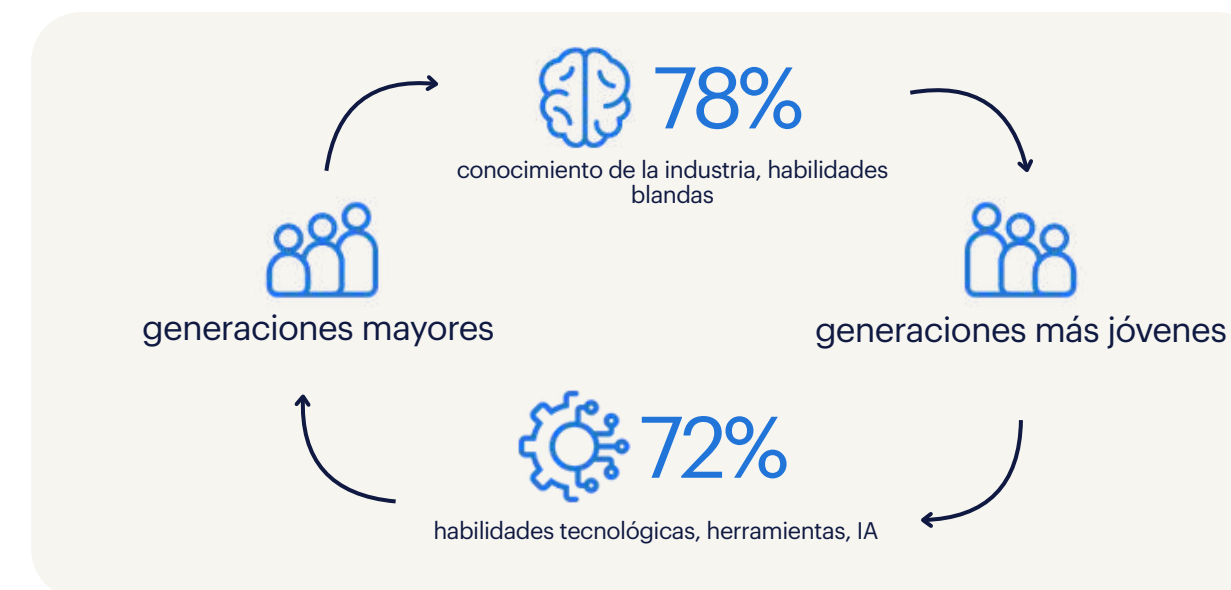 78%
conocimiento de la industria, habilidades
blandas
generaciones mayores
generaciones más jóvenes
72%
habilidades tecnológicas, herramientas, IA